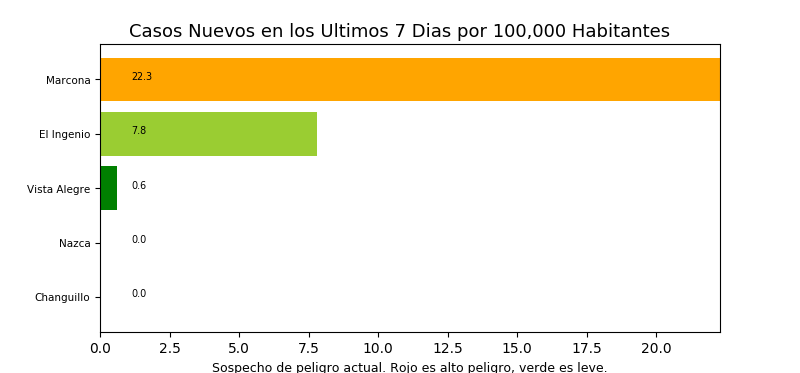 Casos Nuevos en los Ultimos 7 Dias por 100,000 Habitantes
Marcona 22.3
El Ingenio 7.8
Vista Alegre 0.6
Nazca 0.0
Changuillo 0.0
0.0 2.5 5.0 7.5 10.0 12.5 15.0 17.5 20.0
Sospecho de peligro actual. Rojo es alto peligro, verde es leve.